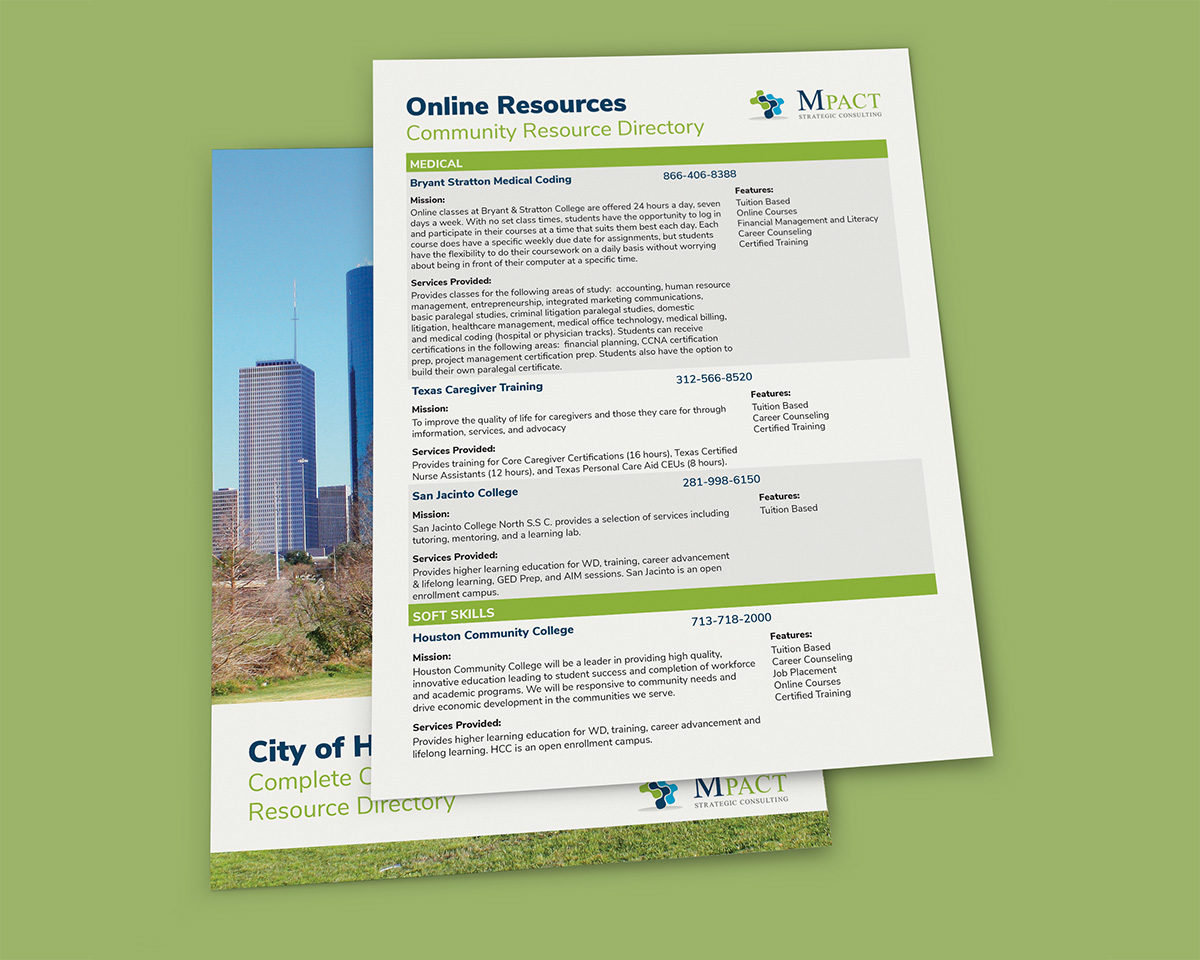 Online Resources
Community Resource Directory
MPACT
STRATEGIC CONSULTING
MEDICAL
Bryant Stratton Medical Coding
866-406-8388
Mission:
Online classes at Bryant & Stratton College are offered 24 hours a day, seven
days a week. With no set class times, students have the opportunity to log in
and participate in their courses at a time that suits them best each day. Each
course does have a specific weekly due date for assignments, but students
have the flexibility to do their coursework on a daily basis without worrying
about being in front of their computer at a specific time.
Features:
Tuition Based
Online Courses
Financial Management and Literacy
Career Counseling
Certified Training
Services Provided:
Provides classes for the following areas of study:  accounting, human resource
management, entrepreneurship, integrated marketing communications,
basic paralegal studies, criminal litigation paralegal studies, domestic
litigation, healthcare management, medical office technology, medical billing,
and medical coding (hospital or physician tracks). Students can receive
certifications in the following areas:  financial planning, CCNA certification
prep, project management certification prep. Students also have the option to
build their own paralegal certificate.
Texas Caregiver Training
312-566-8520
Mission:
To improve the quality of life for caregivers and those they care for through
imformation, services, and advocacy
Features:
Tuition Based
Career Counseling
Certified Training
Services Provided:
Provides training for Core Caregiver Certifications (16 hours), Texas Certified
Nurse Assistants (12 hours), and Texas Personal Care Aid CEUs (8 hours).
San Jacinto College
281-998-6150
Mission:
San Jacinto College North S.S C. provides a selection of services including
tutoring, mentoring, and a learning lab.
Features:
Tuition Based
Services Provided:
Provides higher learning education for WD, training, career advancement
& lifelong learning, GED Prep, and AIM sessions. San Jacinto is an open
enrollment campus.
SOFT SKILLS
Houston Community College
713-718-2000
Mission:
Houston Community College will be a leader in providing high quality,
innovative education leading to student success and completion of workforce
and academic programs. We will be responsive to community needs and
drive economic development in the communities we serve.
Features:
Tuition Based
Career Counseling
Job Placement
Online Courses
Certified Training
Services Provided:
Provides higher learning education for WD, training, career advancement and
lifelong learning. HCC is an open enrollment campus.
City of H
Complete C
Resource Directory
MPACT
STRATEGIC CONSULTING